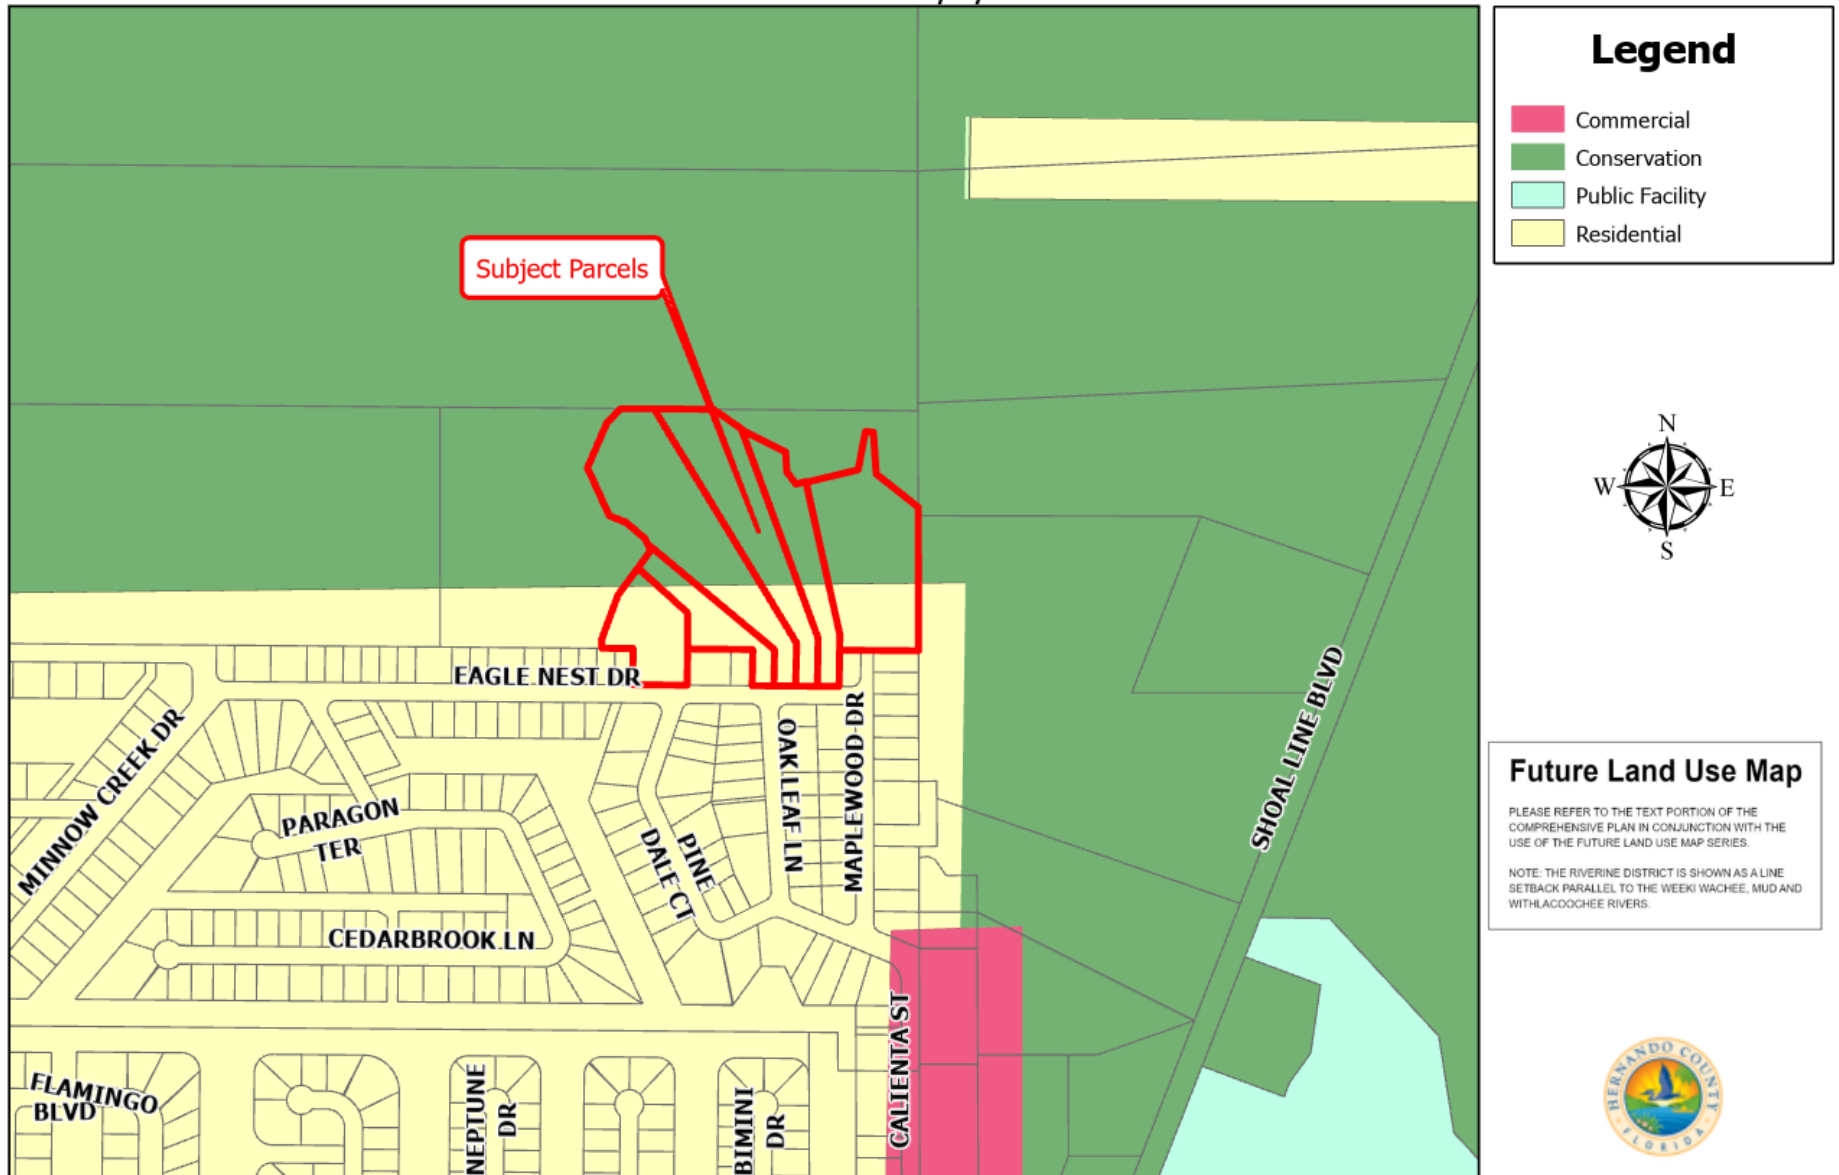 Legend
Commercial
Conservation
Public Facility
Residential
Subject Parcels
N
W
E
S
EAGLE NEST DR
MINNOW CREEK DR
OAK LEAF LN
MAPLEWOOD DR
SHOAL LINE BLVD
PARAGON
TER
PINE
DALE CT
CEDARBROOK LN
CALIENTA ST
FLAMINGO
BLVD
NEPTUNE
DR
BIMINI
DR
Future Land Use Map
PLEASE REFER TO THE TEXT PORTION OF THE
COMPREHENSIVE PLAN IN CONJUNCTION WITH THE
USE OF THE FUTURE LAND USE MAP SERIES.
NOTE: THE RIVERINE DISTRICT IS SHOWN AS A LINE
SETBACK PARALLEL TO THE WEEKI WACHEE, MUD AND
WITHLACOOCHEE RIVERS.
HERNANDO COUNTY
FLORIDA